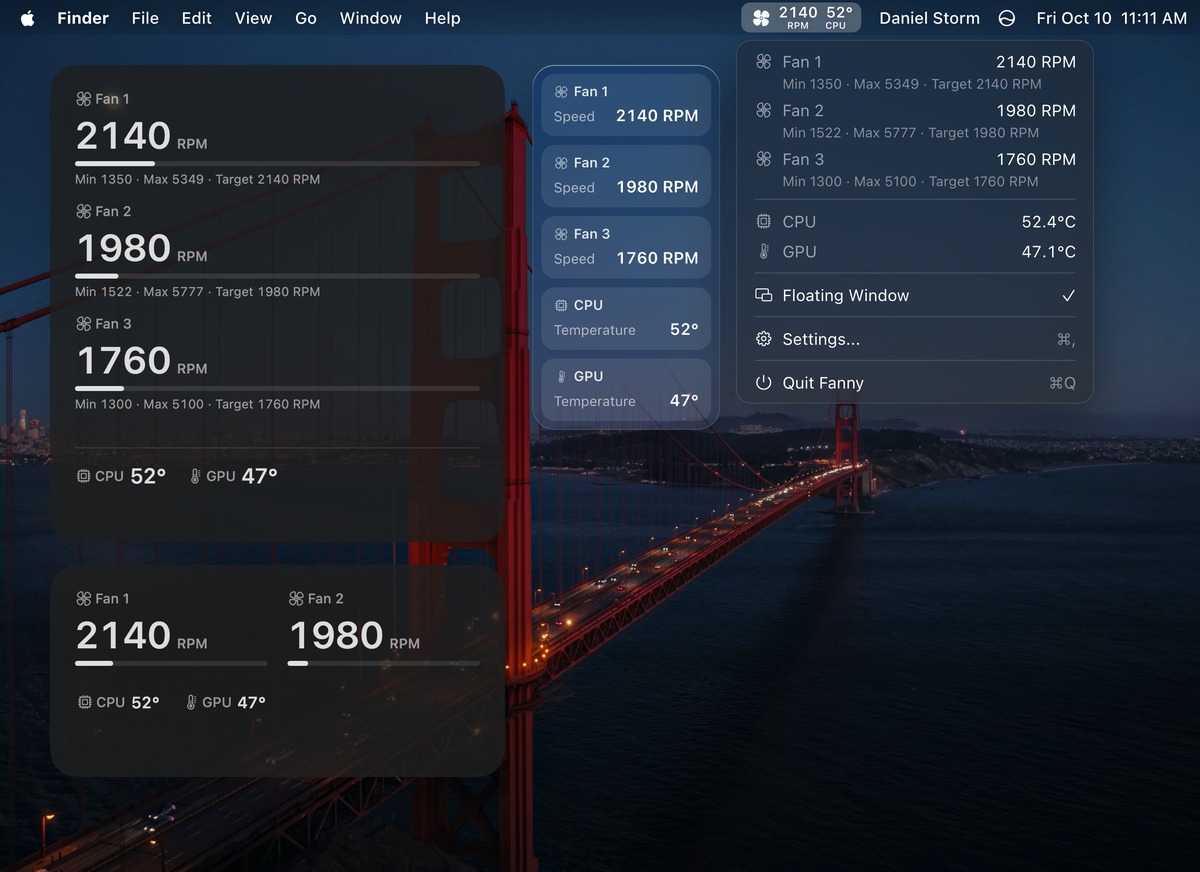 Finder File Edit View Go Window Help 2140 RPM 52° CPU Daniel Storm Fri Oct 10 11:11 AM
Fan 1
2140 RPM
Min 1350 · Max 5349 · Target 2140 RPM
Fan 2
1980 RPM
Min 1522 · Max 5777 · Target 1980 RPM
Fan 3
1760 RPM
Min 1300 · Max 5100 · Target 1760 RPM
CPU 52° GPU 47°
Fan 1
Speed 2140 RPM
Fan 2
Speed 1980 RPM
Fan 3
Speed 1760 RPM
CPU
Temperature 52°
GPU
Temperature 47°
Fan 1 2140 RPM
Min 1350 · Max 5349 · Target 2140 RPM
Fan 2 1980 RPM
Min 1522 · Max 5777 · Target 1980 RPM
Fan 3 1760 RPM
Min 1300 · Max 5100 · Target 1760 RPM
CPU 52.4°C
GPU 47.1°C
Floating Window ✓
Settings... ⌘,
Quit Fanny ⌘Q
Fan 1 Fan 2
2140 RPM 1980 RPM
CPU 52° GPU 47°